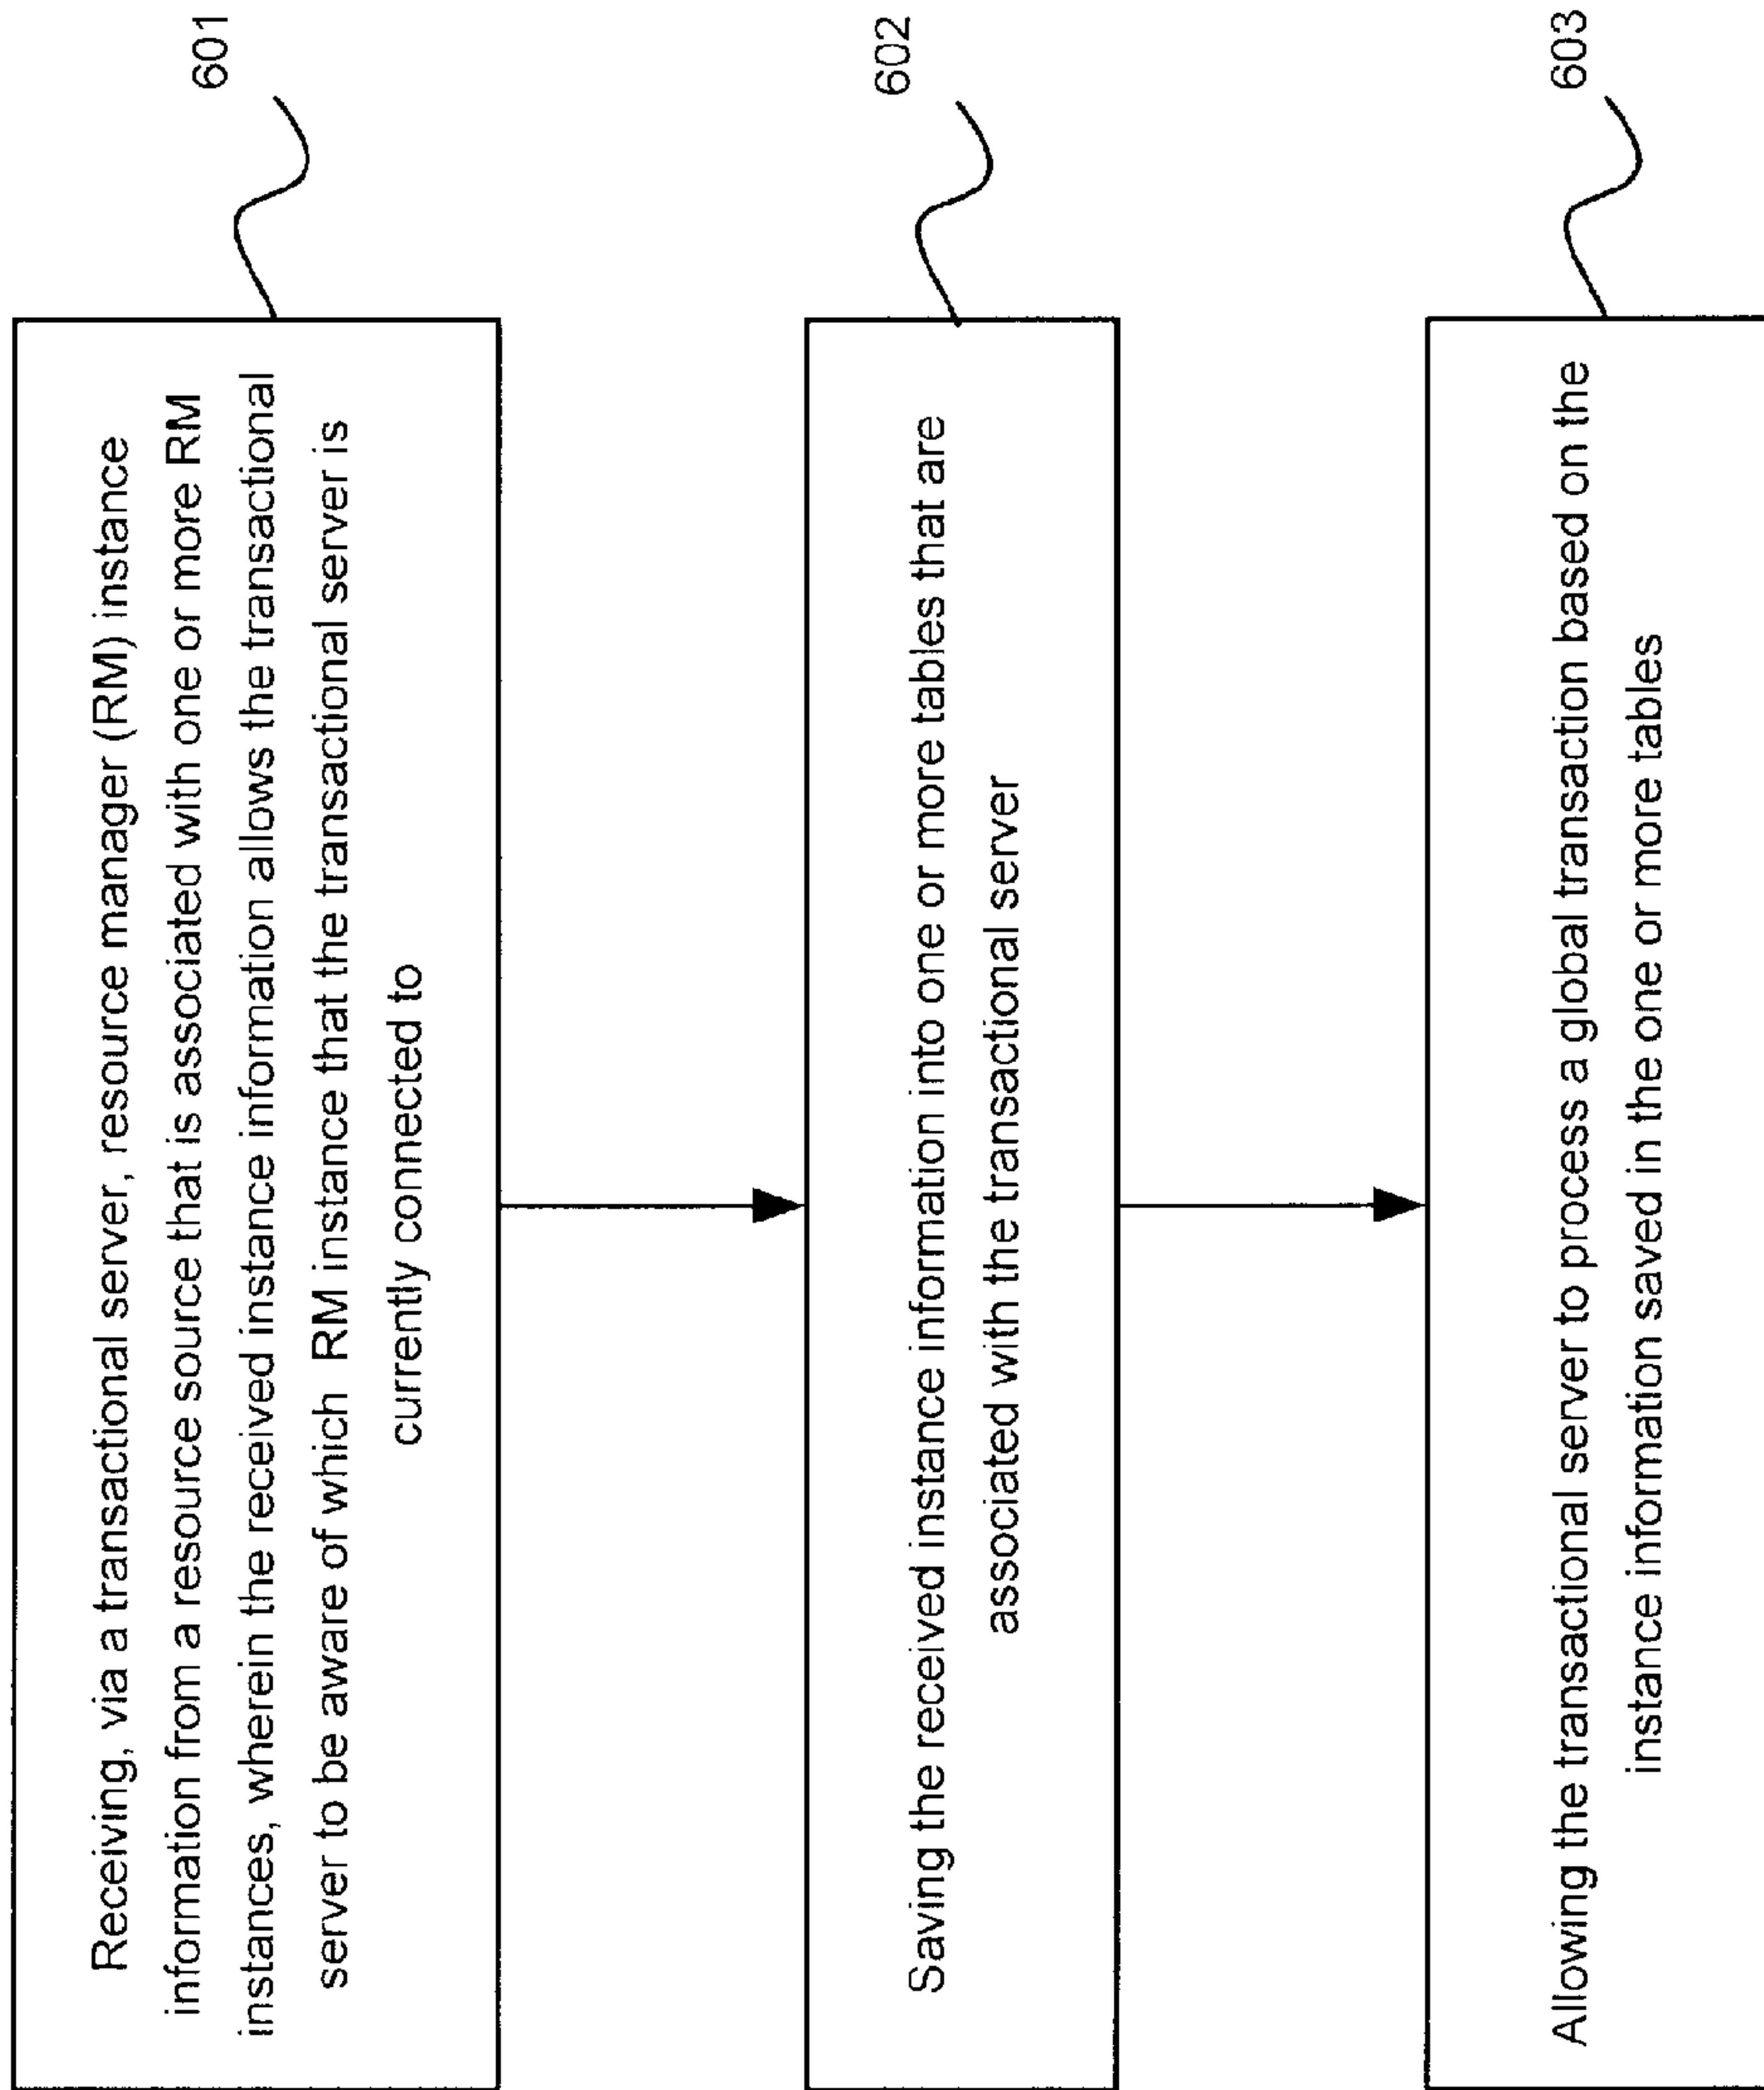 601
Receiving, via a transactional server, resource manager (RM) instance
information from a resource source that is associated with one or more RM
instances, wherein the received instance information allows the transactional
server to be aware of which RM instance that the transactional server is
currently connected to
602
Saving the received instance information into one or more tables that are
associated with the transactional server
603
Allowing the transactional server to process a global transaction based on the
instance information saved in the one or more tables